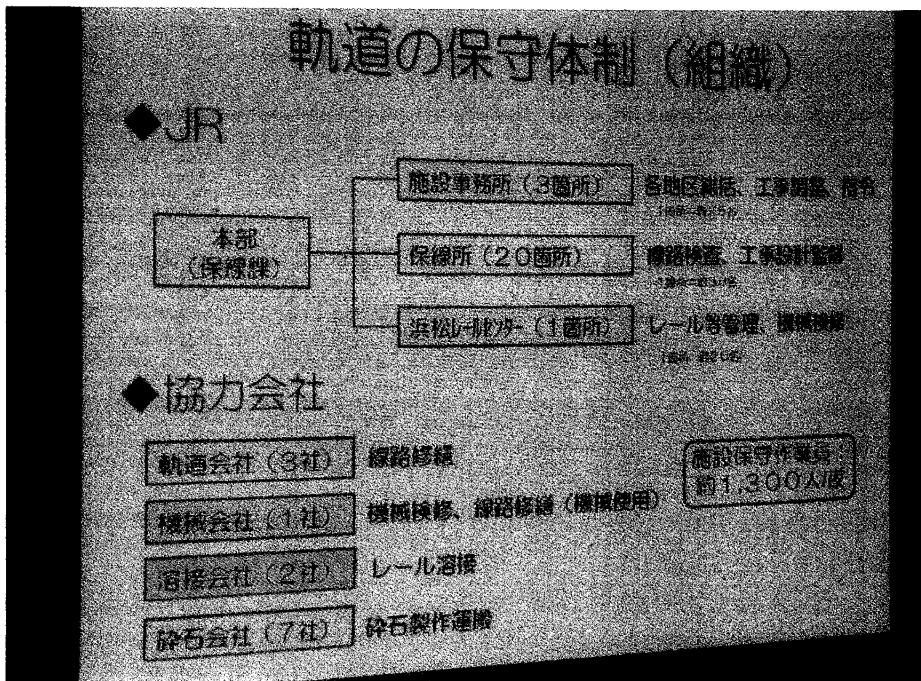 軌道の保守体制（組織）
◆JR
本部
（保線課）
施設事務所（3箇所）
各地区総括、工事調整、指令
保線所（20箇所）
線路検査、工事設計監督
浜松レールセンター（1箇所）
レール等管理、機械検修
◆協力会社
軌道会社（3社）
線路修繕
施設保守作業員：
約1,300人/夜
機械会社（1社）
機械検修、線路修繕（機械使用）
溶接会社（2社）
レール溶接
砕石会社（7社）
砕石製作運搬